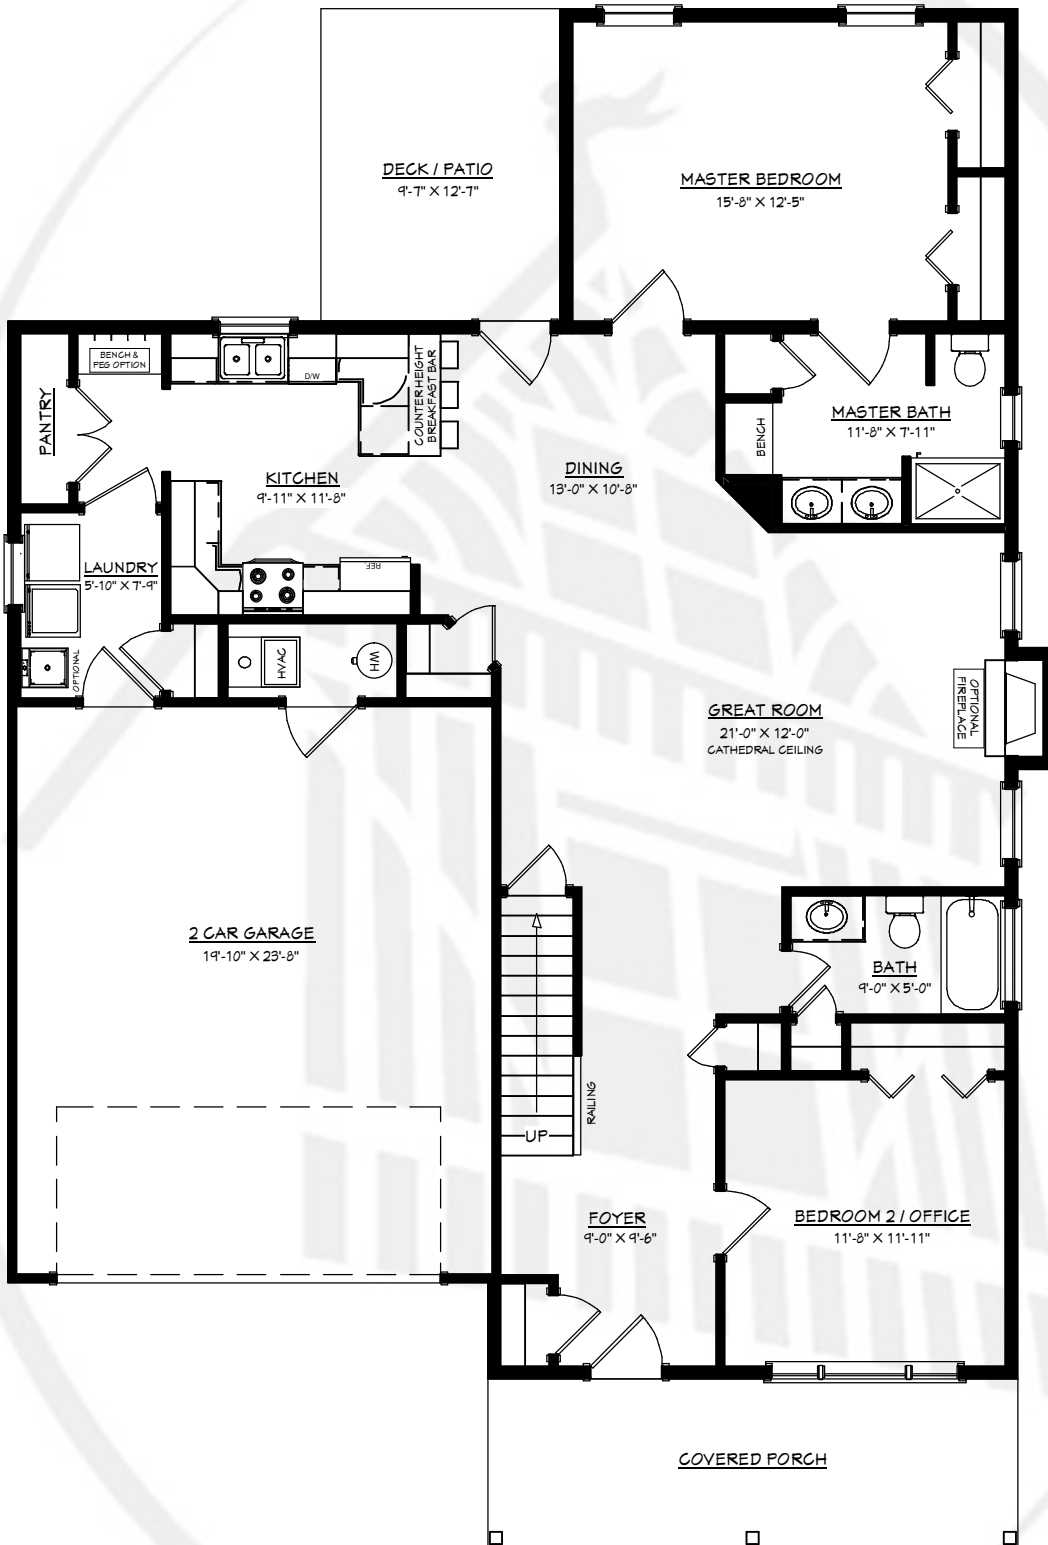 DECK / PATIO
9'-7" X 12'-7"
MASTER BEDROOM
15'-8" X 12'-5"
BENCH &
PEG OPTION
D/W
COUNTER HEIGHT
BREAKFAST BAR
PANTRY
MASTER BATH
11'-8" X 7'-11"
BENCH
KITCHEN
9'-11" X 11'-8"
DINING
13'-0" X 10'-8"
LAUNDRY
5'-10" X 7'-9"
REF.
OPTIONAL
HVAC
WH
GREAT ROOM
21'-0" X 12'-0"
CATHEDRAL CEILING
OPTIONAL
FIREPLACE
2 CAR GARAGE
19'-10" X 23'-8"
BATH
9'-0" X 5'-0"
RAILING
UP
FOYER
9'-0" X 9'-6"
BEDROOM 2 / OFFICE
11'-8" X 11'-11"
COVERED PORCH